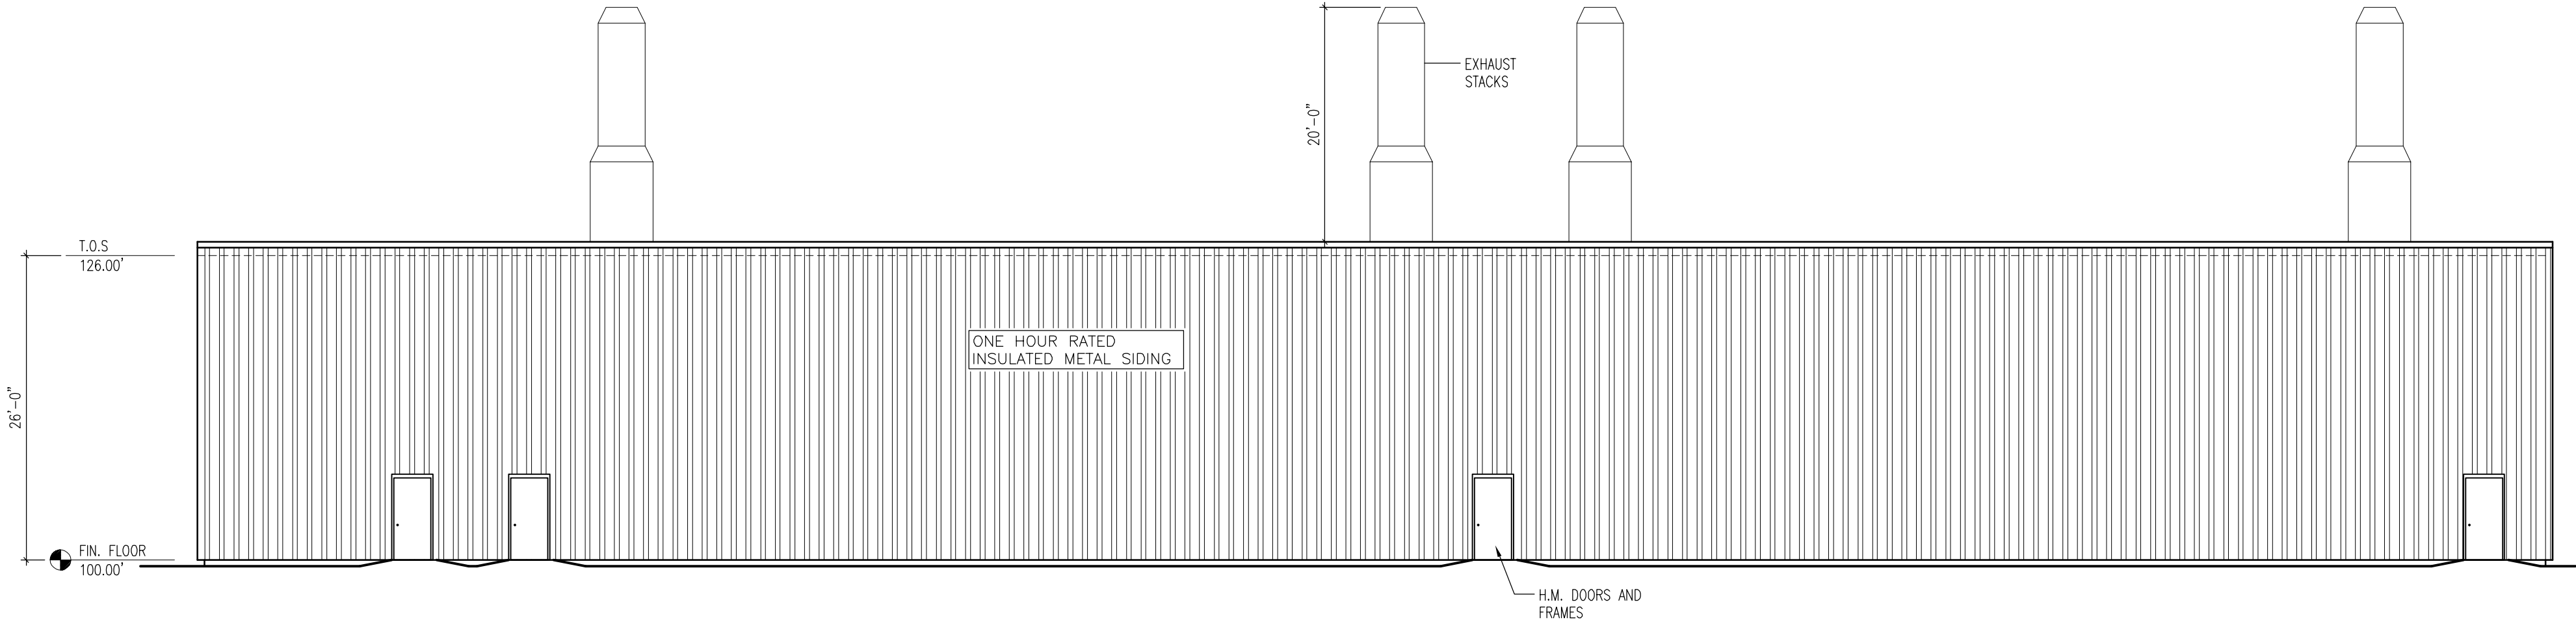 EXHAUST
STACKS
20'-0"
T.O.S
126.00'
ONE HOUR RATED
INSULATED METAL SIDING
26'-0"
FIN. FLOOR
100.00'
H.M. DOORS AND
FRAMES